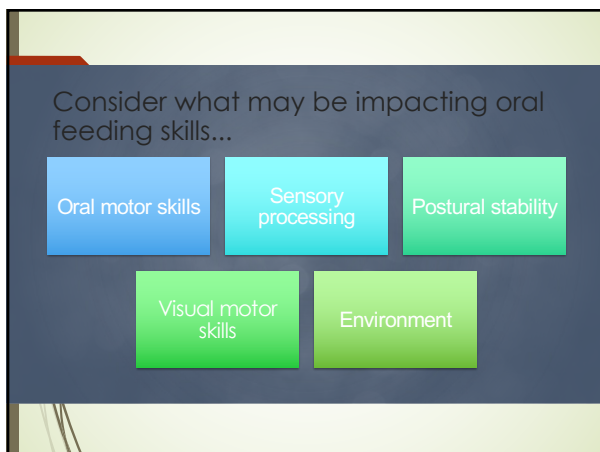 Consider what may be impacting oral
feeding skills...
Oral motor skills
Sensory
processing
Postural stability
Visual motor
skills
Environment